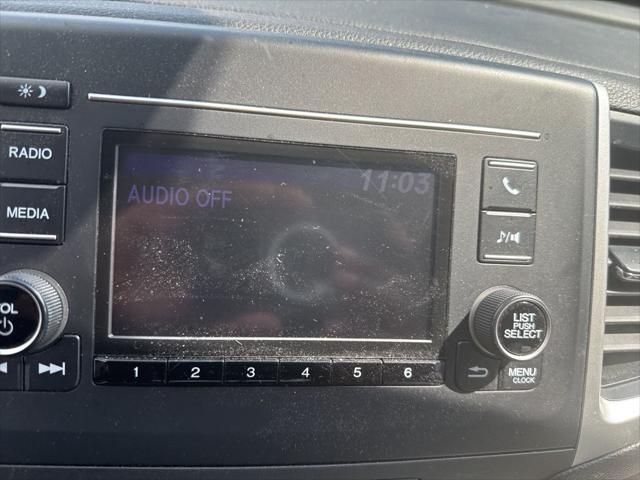 RADIO
MEDIA
VOL
AUDIO OFF
11:03
1 2 3 4 5 6
LIST
PUSH
SELECT
MENU
CLOCK